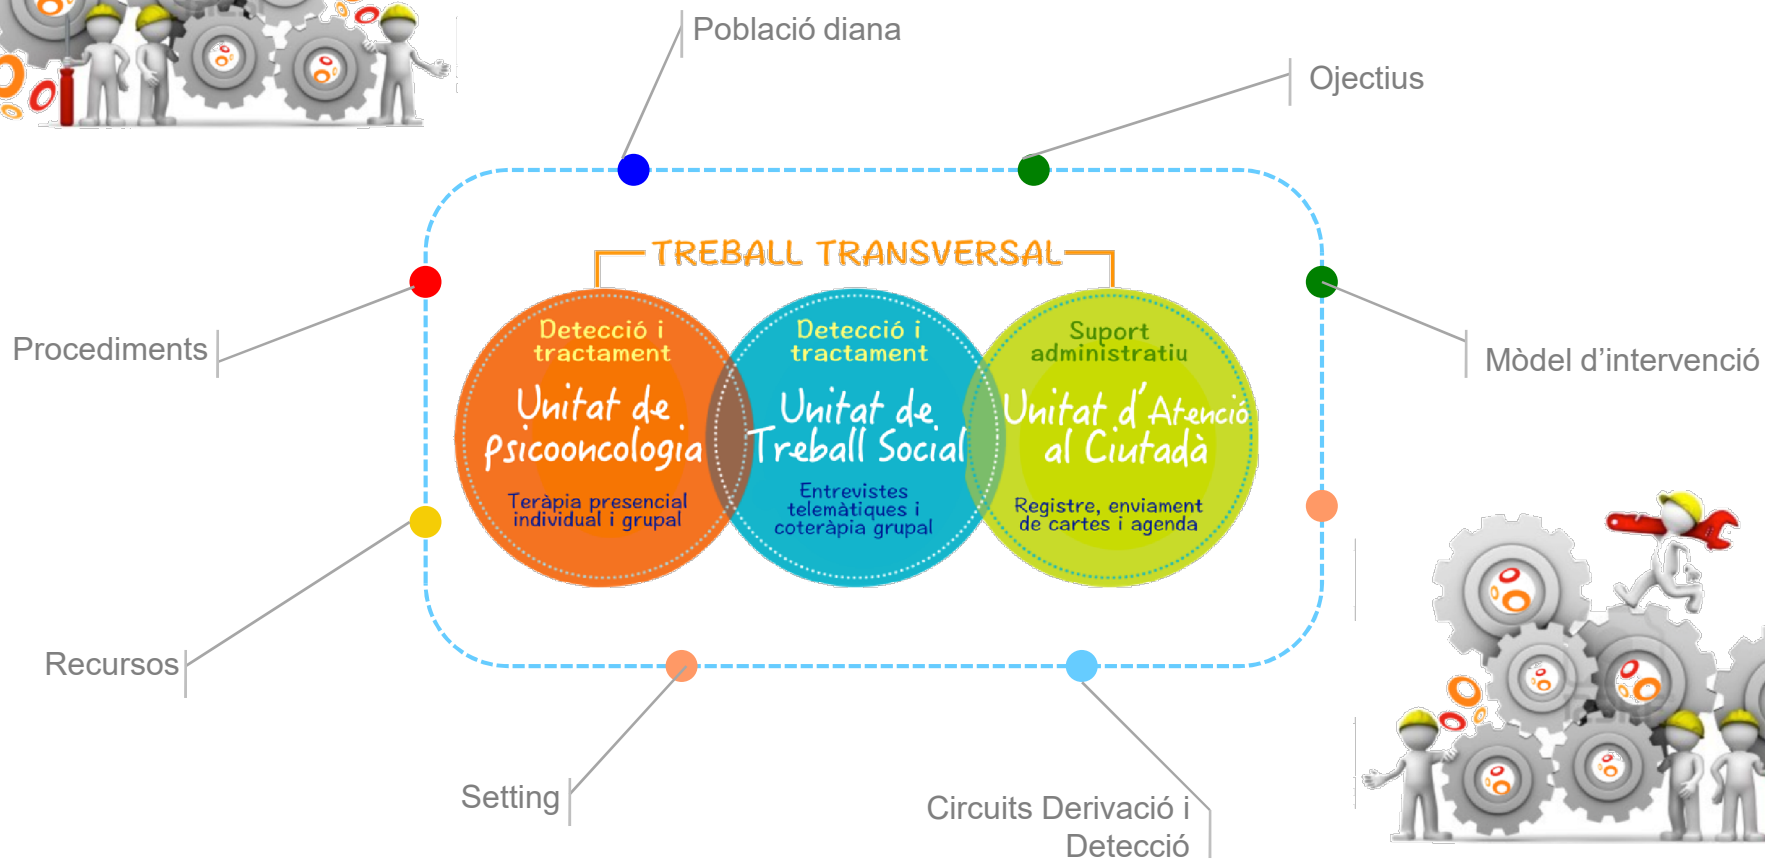 Població diana
Ojectius
TREBALL TRANSVERSAL
Detecció i
tractament
Unitat de
psicooncologia
Teràpia presencial
individual i grupal
Detecció i
tractament
Unitat de
Treball Social
Entrevistes
telemàtiques i
coteràpia grupal
Suport
administratiu
Unitat d'Atenció
al Ciutadà
Registre, enviament
de cartes i agenda
Procediments
Mòdel d’intervenció
Recursos
Setting
Circuits Derivació i
Detecció